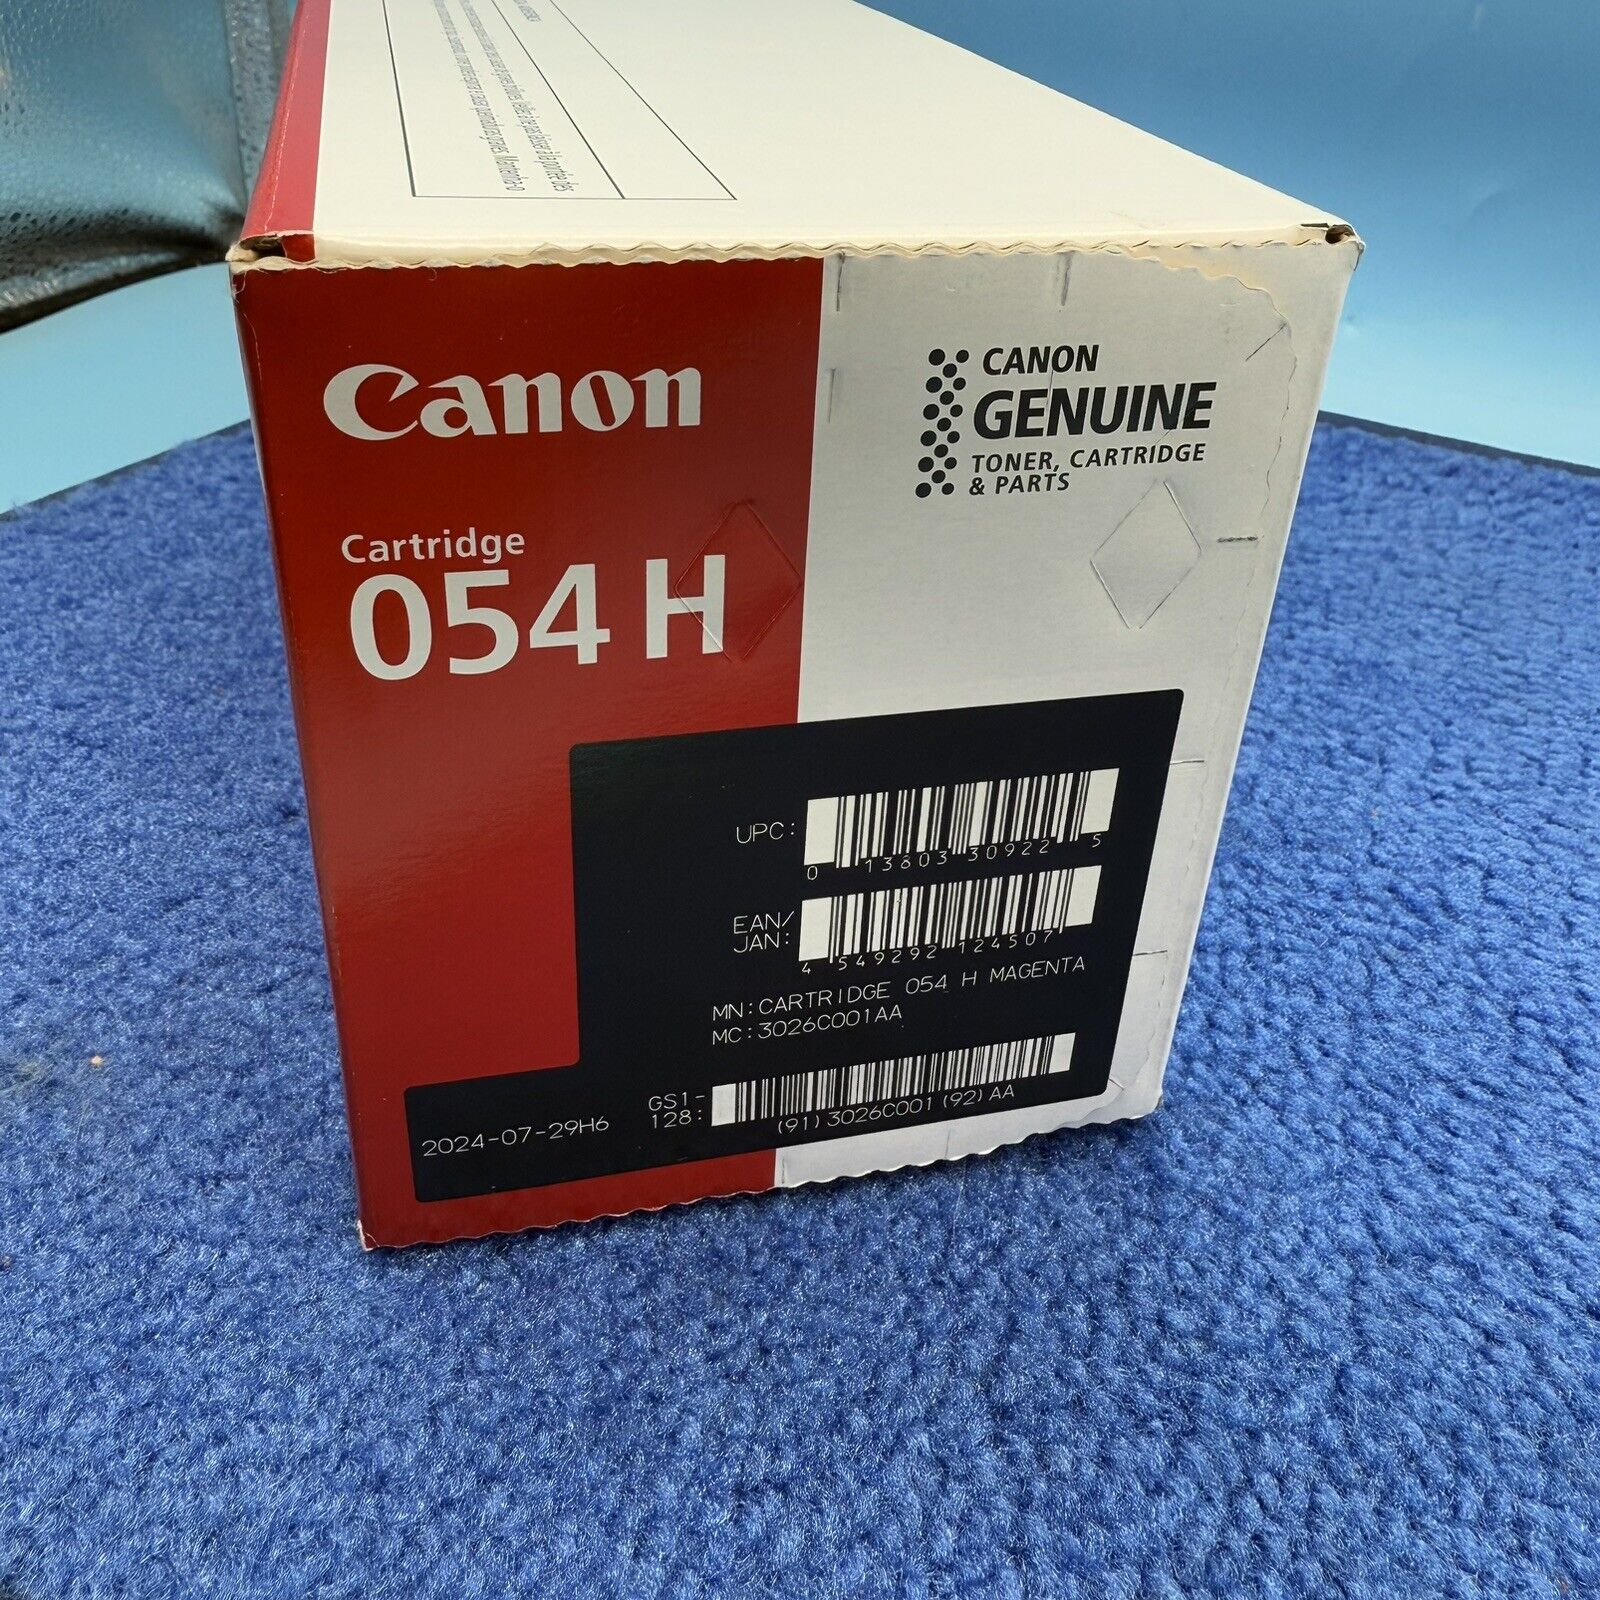 Canon
Cartridge
054 H
CANON
GENUINE
TONER, CARTRIDGE
& PARTS
UPC:
0 13803 30922 5
EAN/
JAN:
4 549292 124507
MN:CARTRIDGE 054 H MAGENTA
MC:3026C001AA
GS1-
128:
(91)3026C001(92)AA
2024-07-29H6